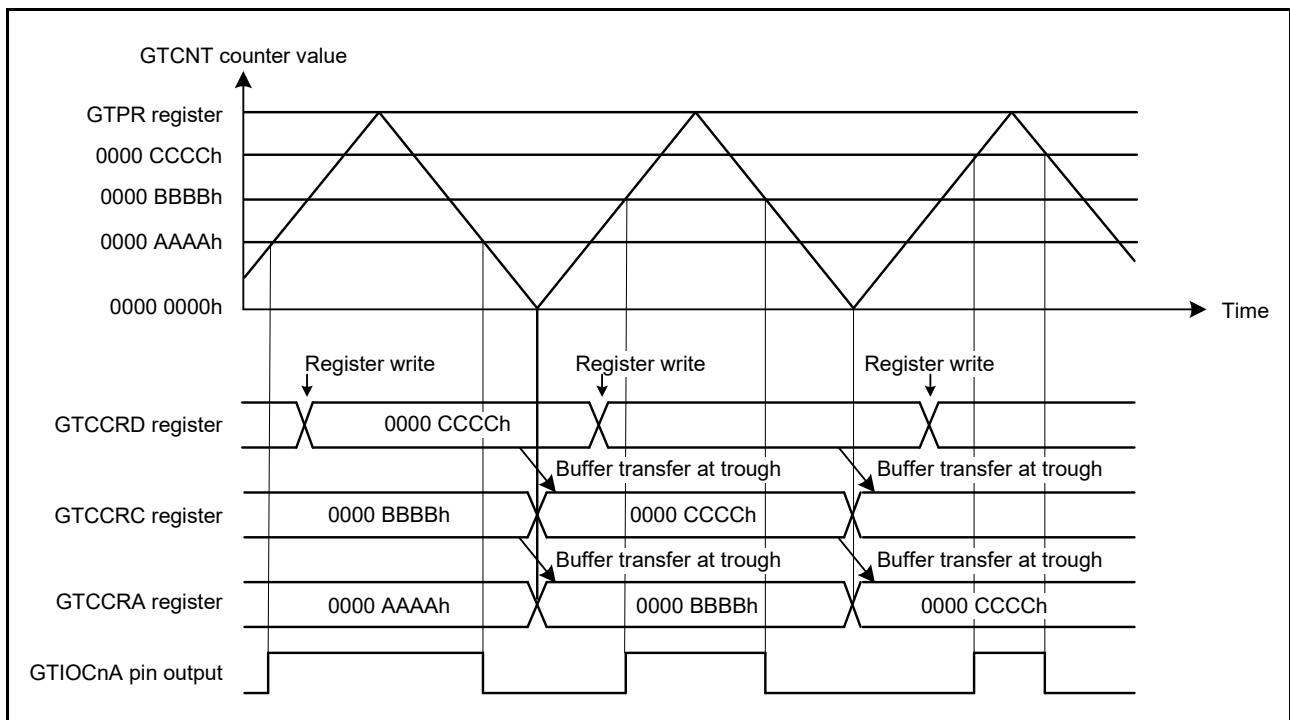 GTCNT counter value
GTPR register
0000 CCCCh
0000 BBBBh
0000 AAAAh
0000 0000h
Time
Register write
Register write
Register write
GTCCRD register
0000 CCCCh
Buffer transfer at trough
Buffer transfer at trough
GTCCRC register
0000 BBBBh
0000 CCCCh
Buffer transfer at trough
Buffer transfer at trough
GTCCRA register
0000 AAAAh
0000 BBBBh
0000 CCCCh
GTIOCnA pin output